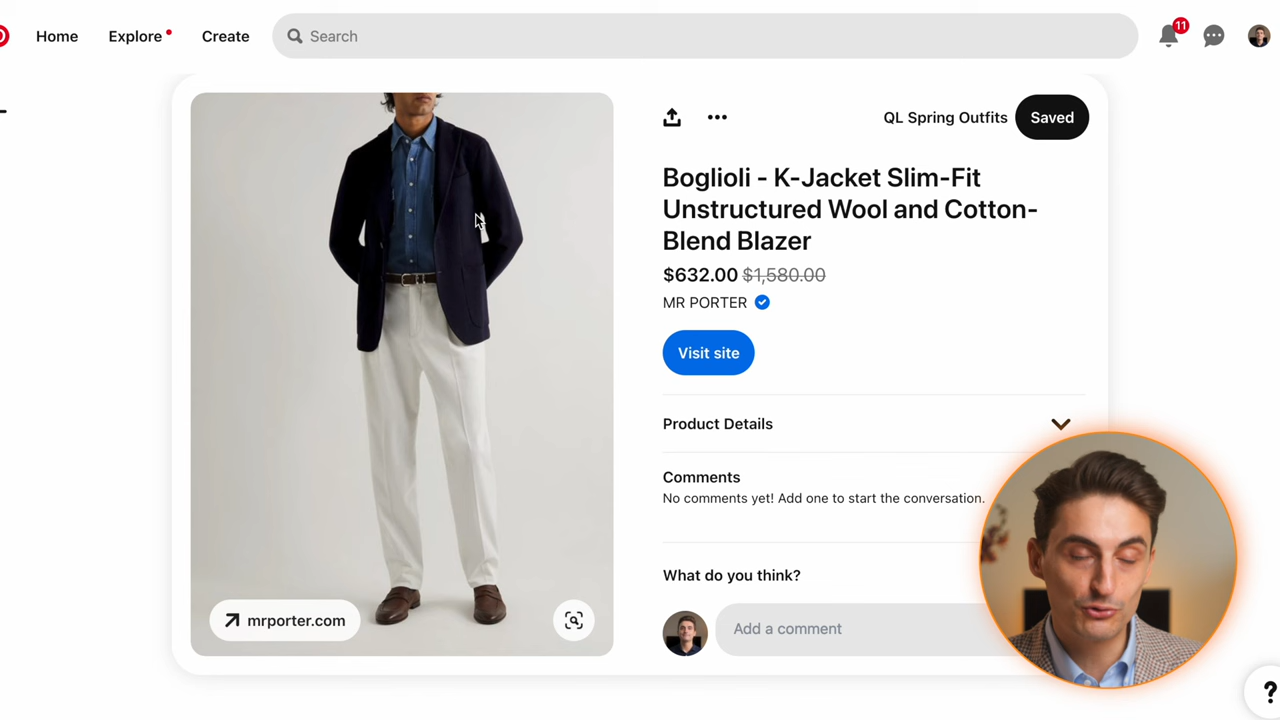 Home
Explore
Create
Search
11
QL Spring Outfits
Saved
Boglioli - K-Jacket Slim-Fit
Unstructured Wool and Cotton-
Blend Blazer
$632.00 $1,580.00
MR PORTER
Visit site
Product Details
Comments
No comments yet! Add one to start the conversation.
What do you think?
Add a comment
mrporter.com
?